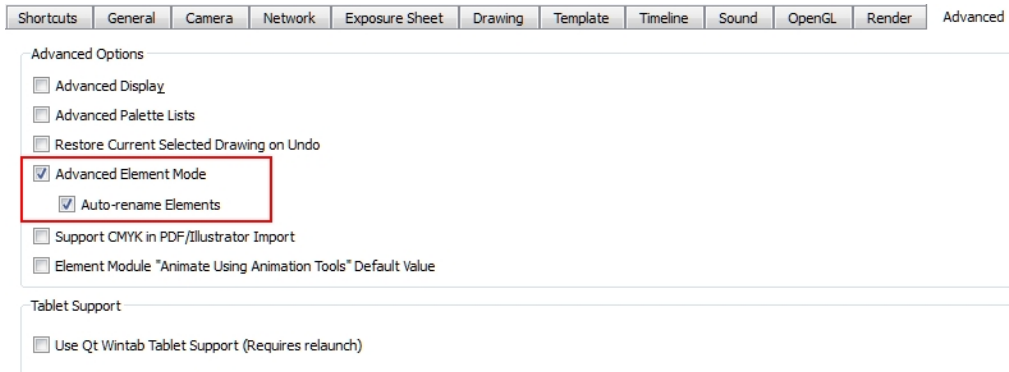 Shortcuts General Camera Network Exposure Sheet Drawing Template Timeline Sound OpenGL Render Advanced
Advanced Options
Advanced Display
Advanced Palette Lists
Restore Current Selected Drawing on Undo
Advanced Element Mode
Auto-rename Elements
Support CMYK in PDF/Illustrator Import
Element Module "Animate Using Animation Tools" Default Value
Tablet Support
Use Qt Wintab Tablet Support (Requires relaunch)